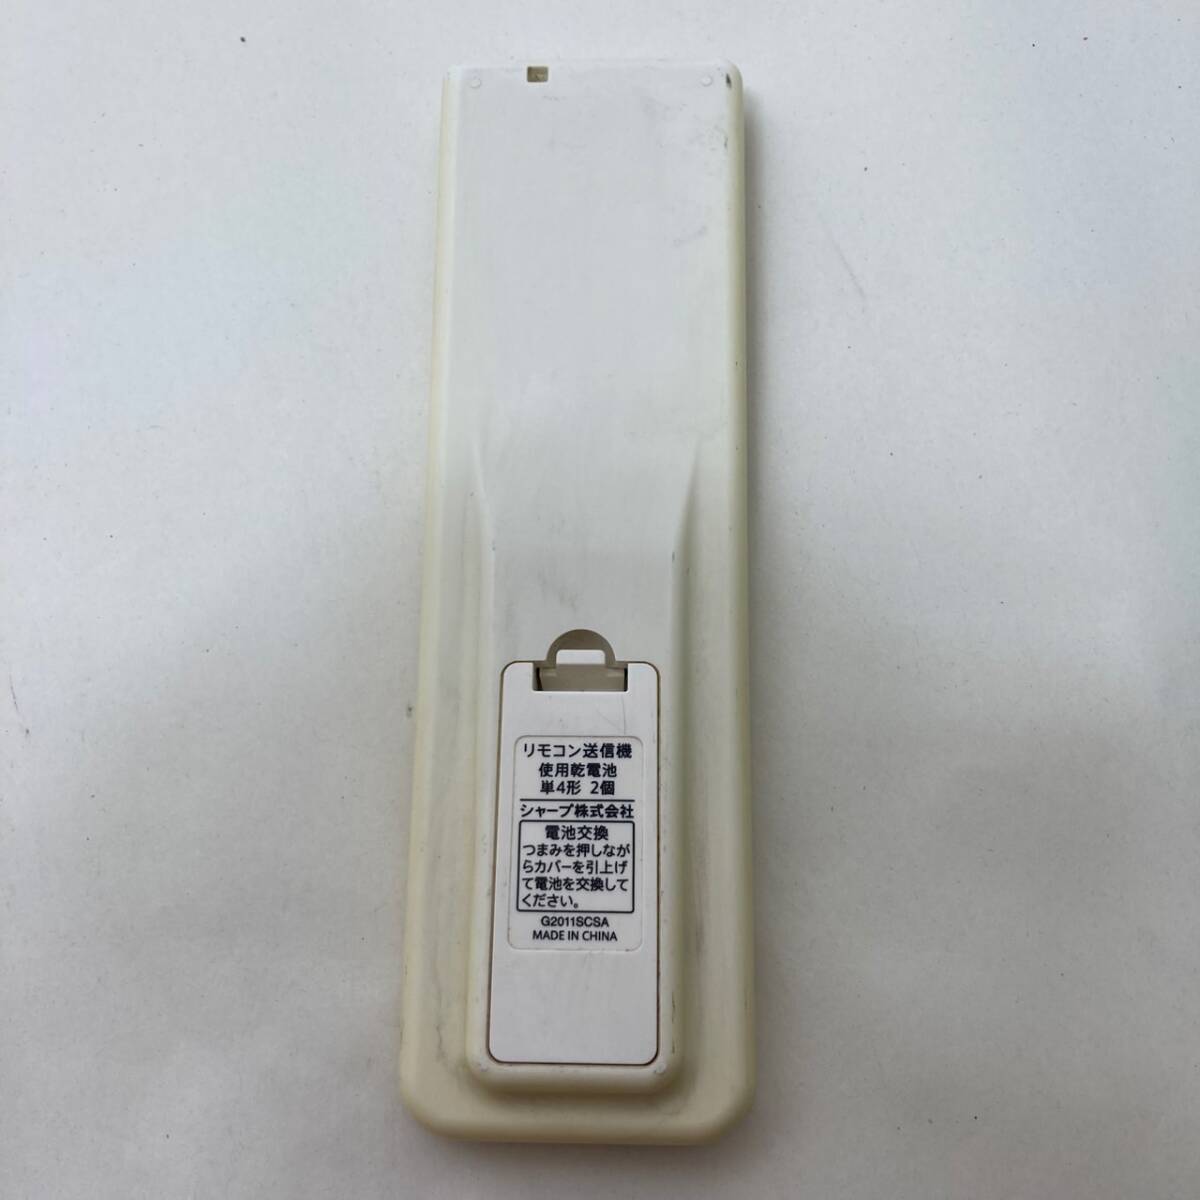 リモコン送信機
使用乾電池
単4形 2個
シャープ株式会社
電池交換
つまみを押しなが
らカバーを引上げ
て電池を交換して
ください。
G2011SCSA
MADE IN CHINA